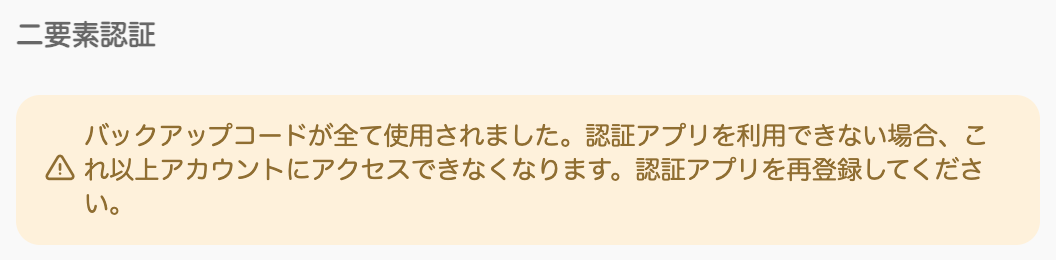 二要素認証
バックアップコードが全て使用されました。認証アプリを利用できない場合、こ
れ以上アカウントにアクセスできなくなります。認証アプリを再登録してくださ
い。